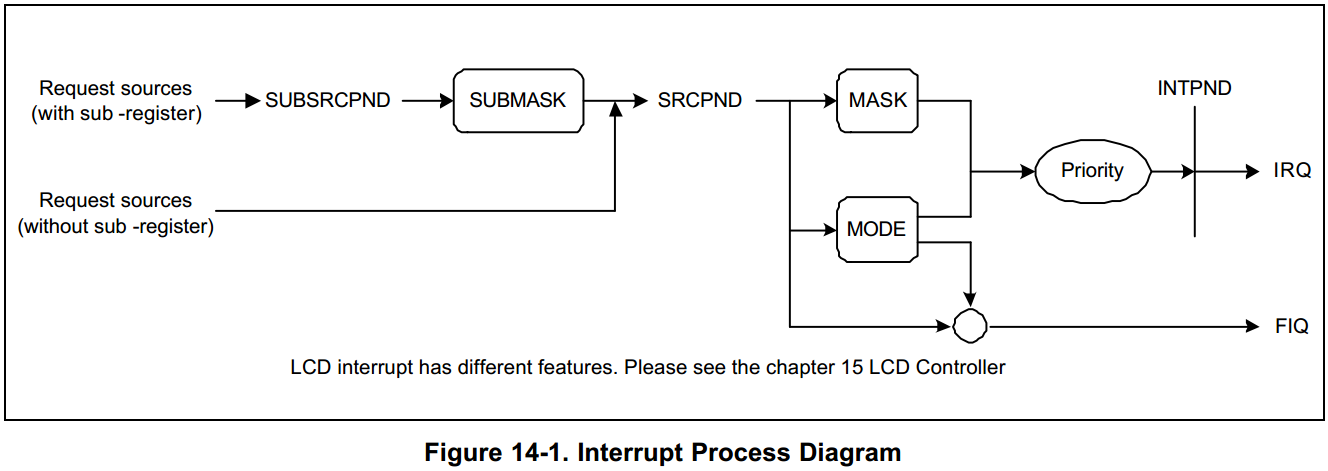 Request sources
(with sub -register)
SUBSRCPND
SUBMASK
SRCPND
MASK
INTPND
Priority
IRQ
Request sources
(without sub -register)
MODE
FIQ
LCD interrupt has different features. Please see the chapter 15 LCD Controller
Figure 14-1. Interrupt Process Diagram